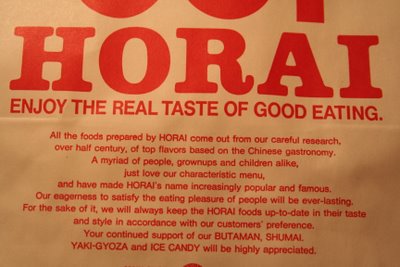 551
HORAI
ENJOY THE REAL TASTE OF GOOD EATING.
All the foods prepared by HORAI come out from our careful research,
over half century, of top flavors based on the Chinese gastronomy.
A myriad of people, grownups and children alike,
just love our characteristic menu,
and have made HORAI's name increasingly popular and famous.
Our eagerness to satisfy the eating pleasure of people will be ever-lasting.
For the sake of it, we will always keep the HORAI foods up-to-date in their taste
and style in accordance with our customers' preference.
Your continued support of our BUTAMAN, SHUMAI.
YAKI-GYOZA and ICE CANDY will be highly appreciated.